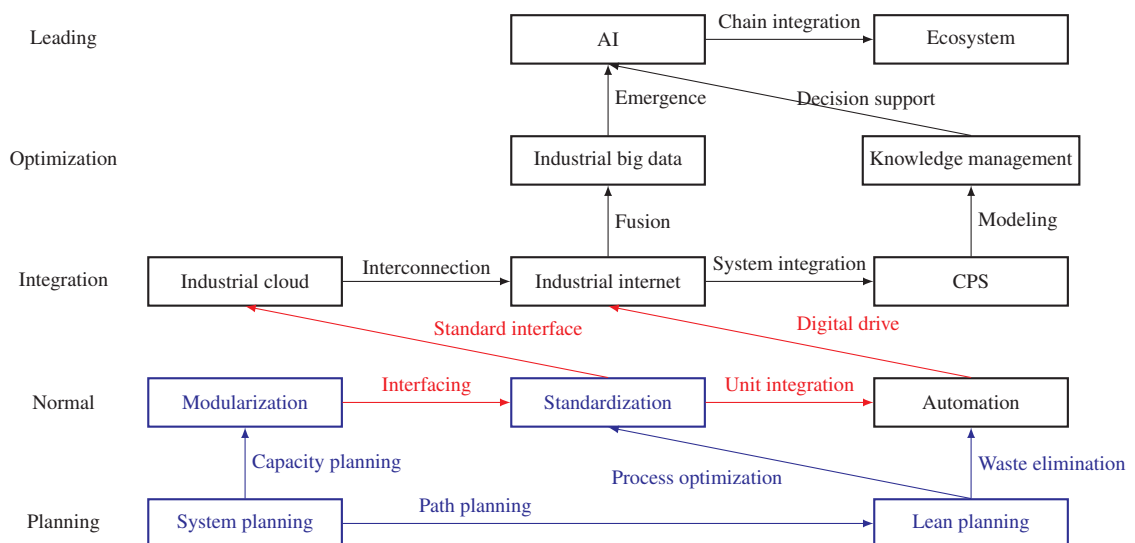 Leading
AI
Chain integration
Ecosystem
Emergence
Decision support
Optimization
Industrial big data
Knowledge management
Fusion
Modeling
Integration
Industrial cloud
Interconnection
Industrial internet
System integration
CPS
Standard interface
Digital drive
Normal
Modularization
Interfacing
Standardization
Unit integration
Automation
Capacity planning
Process optimization
Waste elimination
Planning
System planning
Path planning
Lean planning